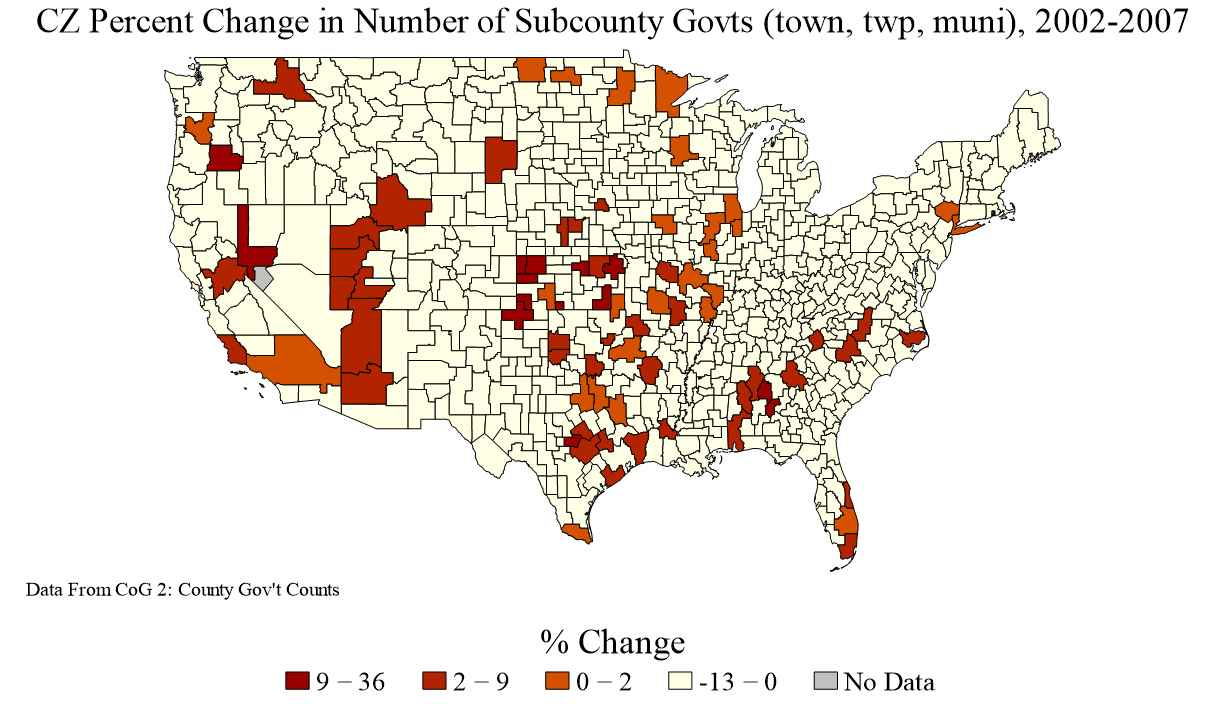 CZ Percent Change in Number of Subcounty Govts (town, twp, muni), 2002-2007
Data From CoG 2: County Gov't Counts
% Change
9 – 36 2 – 9 0 – 2 -13 – 0 No Data